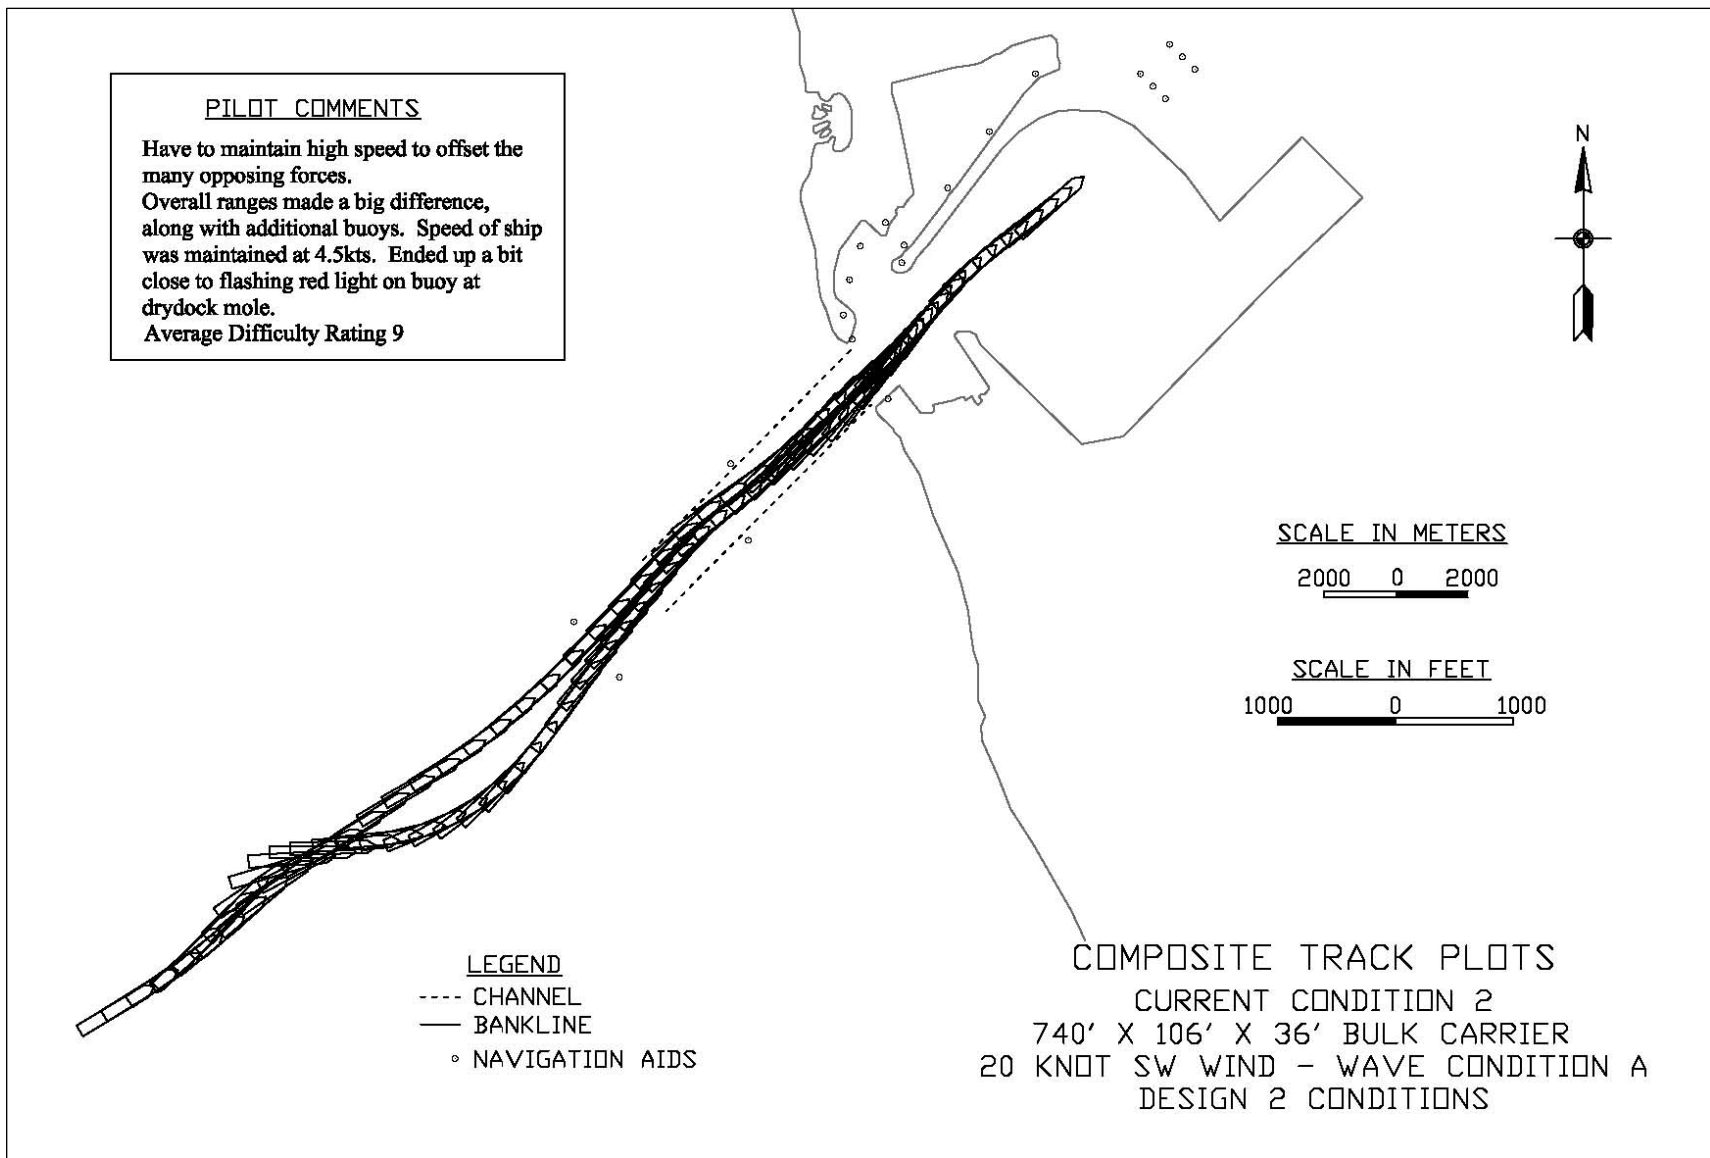 PILOT COMMENTS
Have to maintain high speed to offset the
many opposing forces.
Overall ranges made a big difference,
along with additional buoys. Speed of ship
was maintained at 4.5kts. Ended up a bit
close to flashing red light on buoy at
drydock mole.
Average Difficulty Rating 9
N
SCALE IN METERS
2000 0 2000
SCALE IN FEET
1000 0 1000
LEGEND
CHANNEL
BANKLINE
NAVIGATION AIDS
COMPOSITE TRACK PLOTS
CURRENT CONDITION 2
740' X 106' X 36' BULK CARRIER
20 KNOT SW WIND - WAVE CONDITION A
DESIGN 2 CONDITIONS